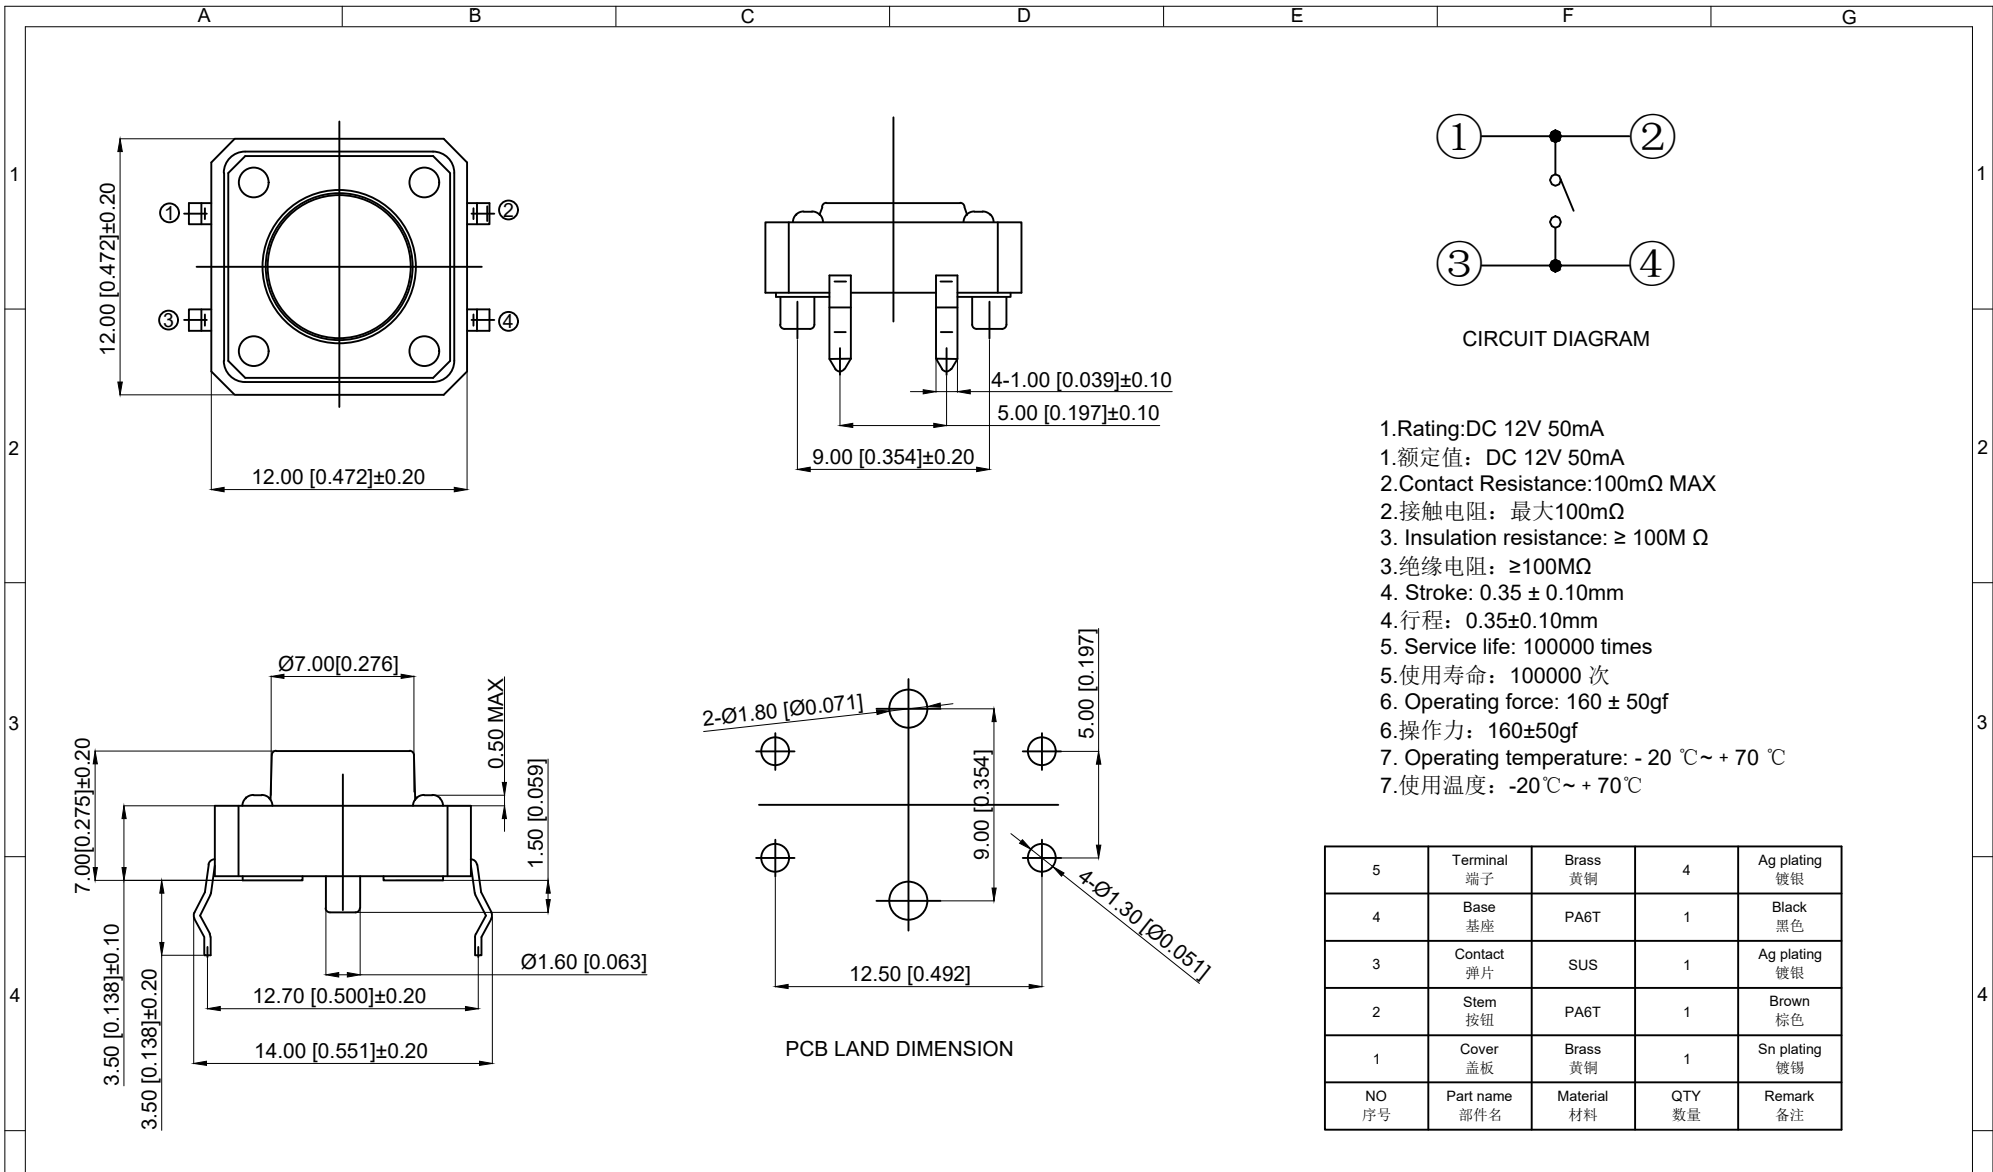 A B C D E F G
1
2
3
4
1
2
3
4
12.00 [0.472]±0.20
① ②
③ ④
12.00 [0.472]±0.20
4-1.00 [0.039]±0.10
5.00 [0.197]±0.10
9.00 [0.354]±0.20
① ②
③ ④
CIRCUIT DIAGRAM
1.Rating:DC 12V 50mA
1.额定值：DC 12V 50mA
2.Contact Resistance:100mΩ MAX
2.接触电阻：最大100mΩ
3. Insulation resistance: ≥ 100M Ω
3.绝缘电阻：≥100MΩ
4. Stroke: 0.35 ± 0.10mm
4.行程：0.35±0.10mm
5. Service life: 100000 times
5.使用寿命：100000 次
6. Operating force: 160 ± 50gf
6.操作力：160±50gf
7. Operating temperature: - 20 ℃~ + 70 ℃
7.使用温度：-20℃~ + 70℃
Ø7.00[0.276]
0.50 MAX
7.00[0.275]±0.20
1.50 [0.059]
3.50 [0.138]±0.10
3.50 [0.138]±0.20
Ø1.60 [0.063]
12.70 [0.500]±0.20
14.00 [0.551]±0.20
2-Ø1.80 [Ø0.071]
5.00 [0.197]
9.00 [0.354]
4-Ø1.30 [Ø0.051]
12.50 [0.492]
PCB LAND DIMENSION
5 Terminal Brass 4 Ag plating
端子 黄铜 镀银
4 Base PA6T 1 Black
基座 黑色
3 Contact SUS 1 Ag plating
弹片 镀银
2 Stem PA6T 1 Brown
按钮 棕色
1 Cover Brass 1 Sn plating
盖板 黄铜 镀锡
NO Part name Material QTY Remark
序号 部件名 材料 数量 备注